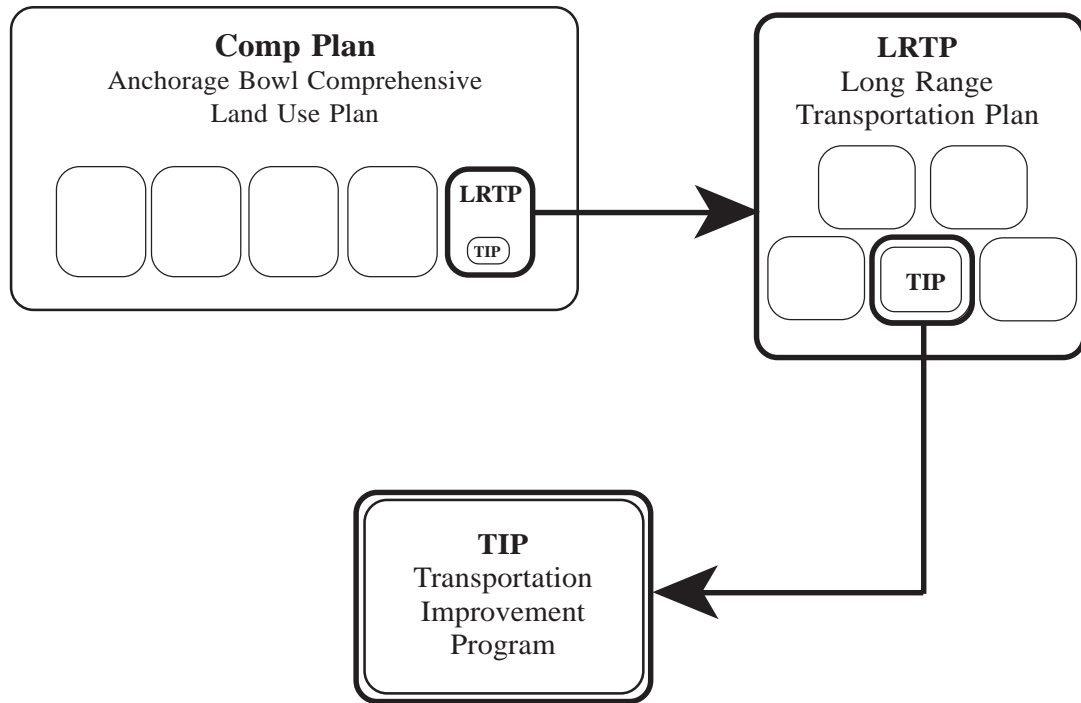 Comp Plan
Anchorage Bowl Comprehensive
Land Use Plan
LRTP
TIP
LRTP
Long Range
Transportation Plan
TIP
TIP
Transportation
Improvement
Program